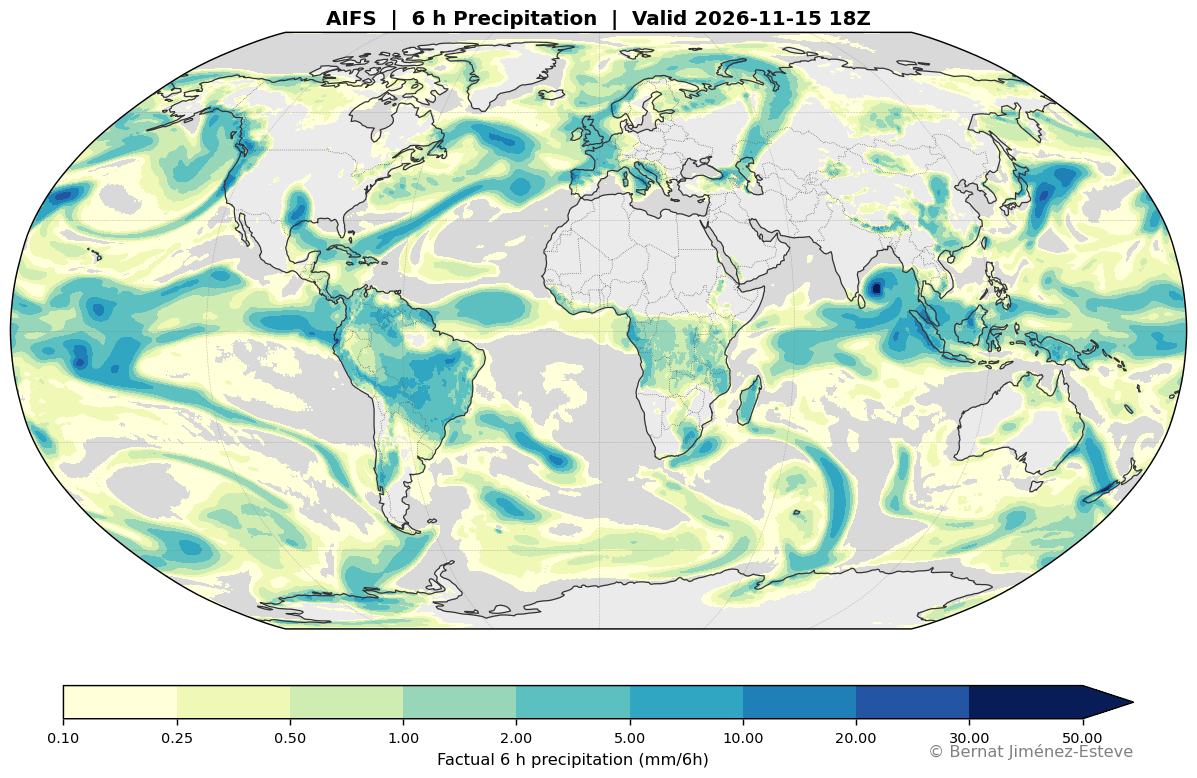 AIFS | 6 h Precipitation | Valid 2026-11-15 18Z
0.10 0.25 0.50 1.00 2.00 5.00 10.00 20.00 30.00 50.00
Factual 6 h precipitation (mm/6h)
© Bernat Jiménez-Esteve